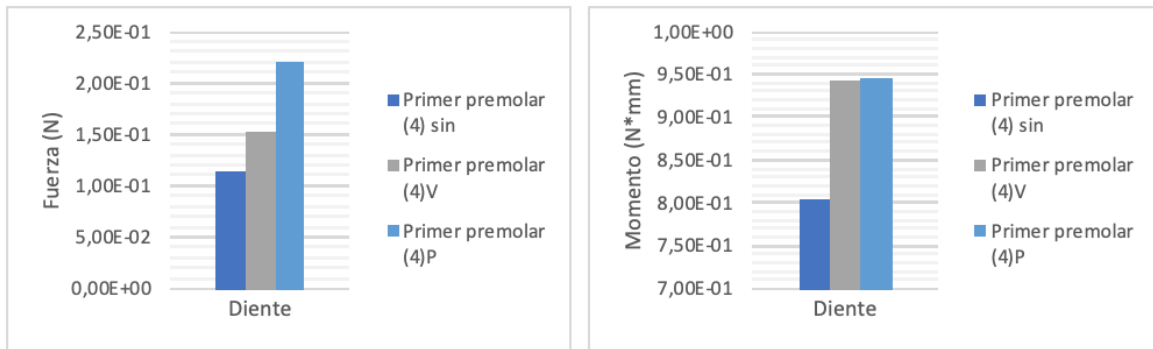 2,50E-01
2,00E-01
1,50E-01
1,00E-01
5,00E-02
0,00E+00
Fuerza (N)
Diente
Primer premolar
(4) sin
Primer premolar
(4)V
Primer premolar
(4)P
1,00E+00
9,50E-01
9,00E-01
8,50E-01
8,00E-01
7,50E-01
7,00E-01
Momento (N*mm)
Diente
Primer premolar
(4) sin
Primer premolar
(4)V
Primer premolar
(4)P